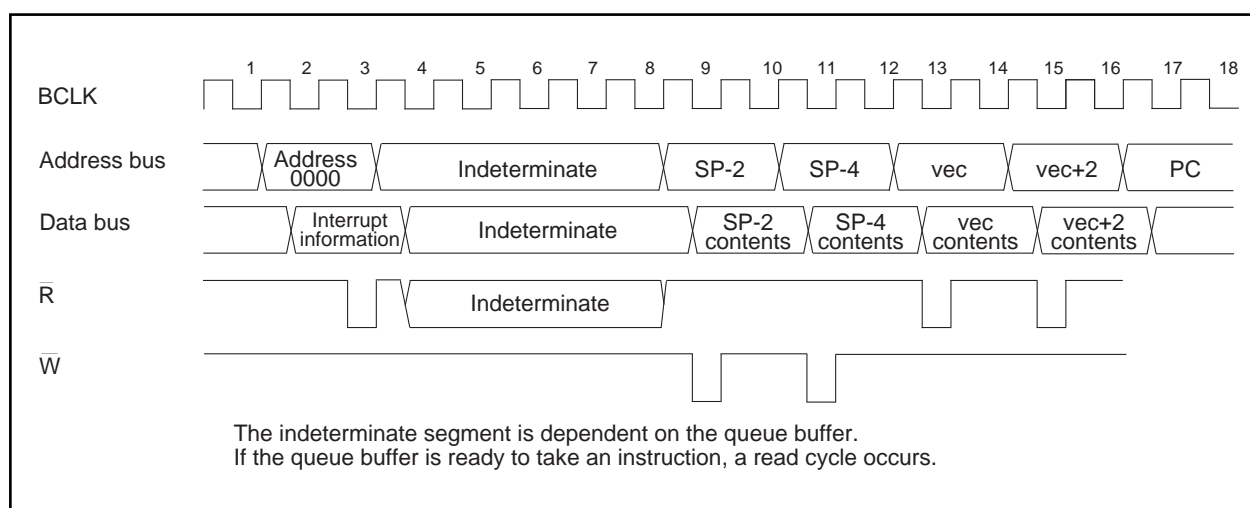 1 2 3 4 5 6 7 8 9 10 11 12 13 14 15 16 17 18
BCLK
Address bus
Address 0000
Indeterminate
SP-2
SP-4
vec
vec+2
PC
Data bus
Interrupt information
Indeterminate
SP-2 contents
SP-4 contents
vec contents
vec+2 contents
R̅
Indeterminate
W̅
The indeterminate segment is dependent on the queue buffer.
If the queue buffer is ready to take an instruction, a read cycle occurs.